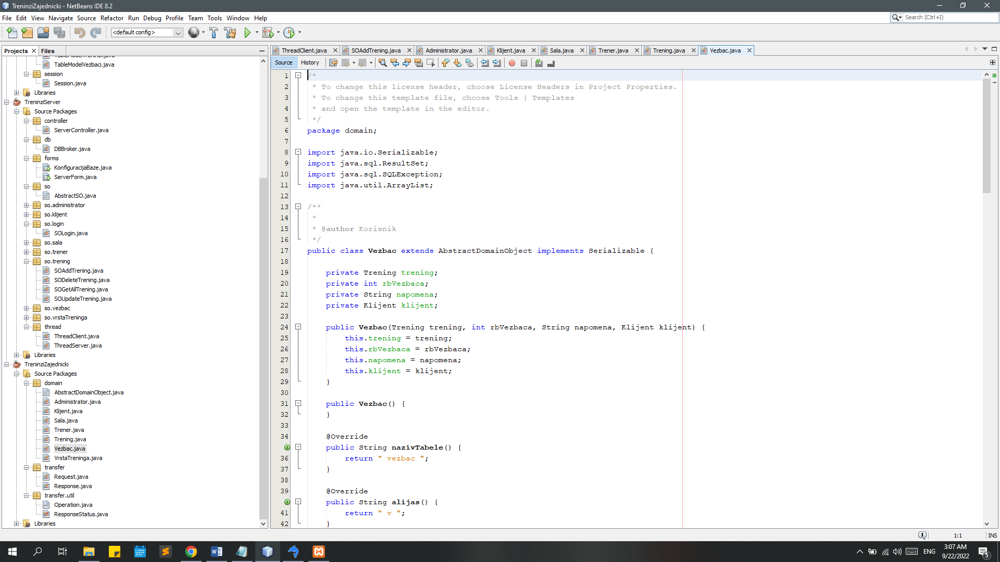 TreninziZajednicki - NetBeans IDE 8.2
File Edit View Navigate Source Refactor Run Debug Profile Team Tools Window Help
Search (Ctrl+I)
<default config>
Projects Files
TableModelTreninzi.java
TableModelVezbaci.java
session
Session.java
Libraries
TreninziServer
Source Packages
controller
ServerController.java
db
DBBroker.java
forms
KonfiguracijaBaze.java
ServerForm.java
so
AbstractSO.java
so.administrator
so.klijent
so.login
SOLogin.java
so.sala
so.trener
so.trening
SOAddTrening.java
SODeleteTrening.java
SOGetAllTrening.java
SOUpdateTrening.java
so.vezbac
so.vrstaTreninga
thread
ThreadClient.java
ThreadServer.java
Libraries
TreninziZajednicki
Source Packages
domain
AbstractDomainObject.java
Administrator.java
Klijent.java
Sala.java
Trener.java
Trening.java
Vezbac.java
VrstaTreninga.java
transfer
Request.java
Response.java
transfer.util
Operation.java
ResponseStatus.java
Libraries
ThreadClient.java SOAddTrening.java Administrator.java Klijent.java Sala.java Trener.java Trening.java Vezbac.java
Source History
1 /*
2 * To change this license header, choose License Headers in Project Properties.
3 * To change this template file, choose Tools | Templates
4 * and open the template in the editor.
5 */
6 package domain;
7
8 import java.io.Serializable;
9 import java.sql.ResultSet;
10 import java.sql.SQLException;
11 import java.util.ArrayList;
12
13 /**
14 *
15 * @author Korisnik
16 */
17 public class Vezbac extends AbstractDomainObject implements Serializable {
18
19 private Trening trening;
20 private int rbVezbaca;
21 private String napomena;
22 private Klijent klijent;
23
24 public Vezbac(Trening trening, int rbVezbaca, String napomena, Klijent klijent) {
25 this.trening = trening;
26 this.rbVezbaca = rbVezbaca;
27 this.napomena = napomena;
28 this.klijent = klijent;
29 }
30
31 public Vezbac() {
32 }
33
34 @Override
public String nazivTabele() {
36 return " vezbac ";
37 }
38
39 @Override
public String alijas() {
41 return " v ";
42 }
1
1:1
INS
ENG
3:07 AM
9/22/2022
5